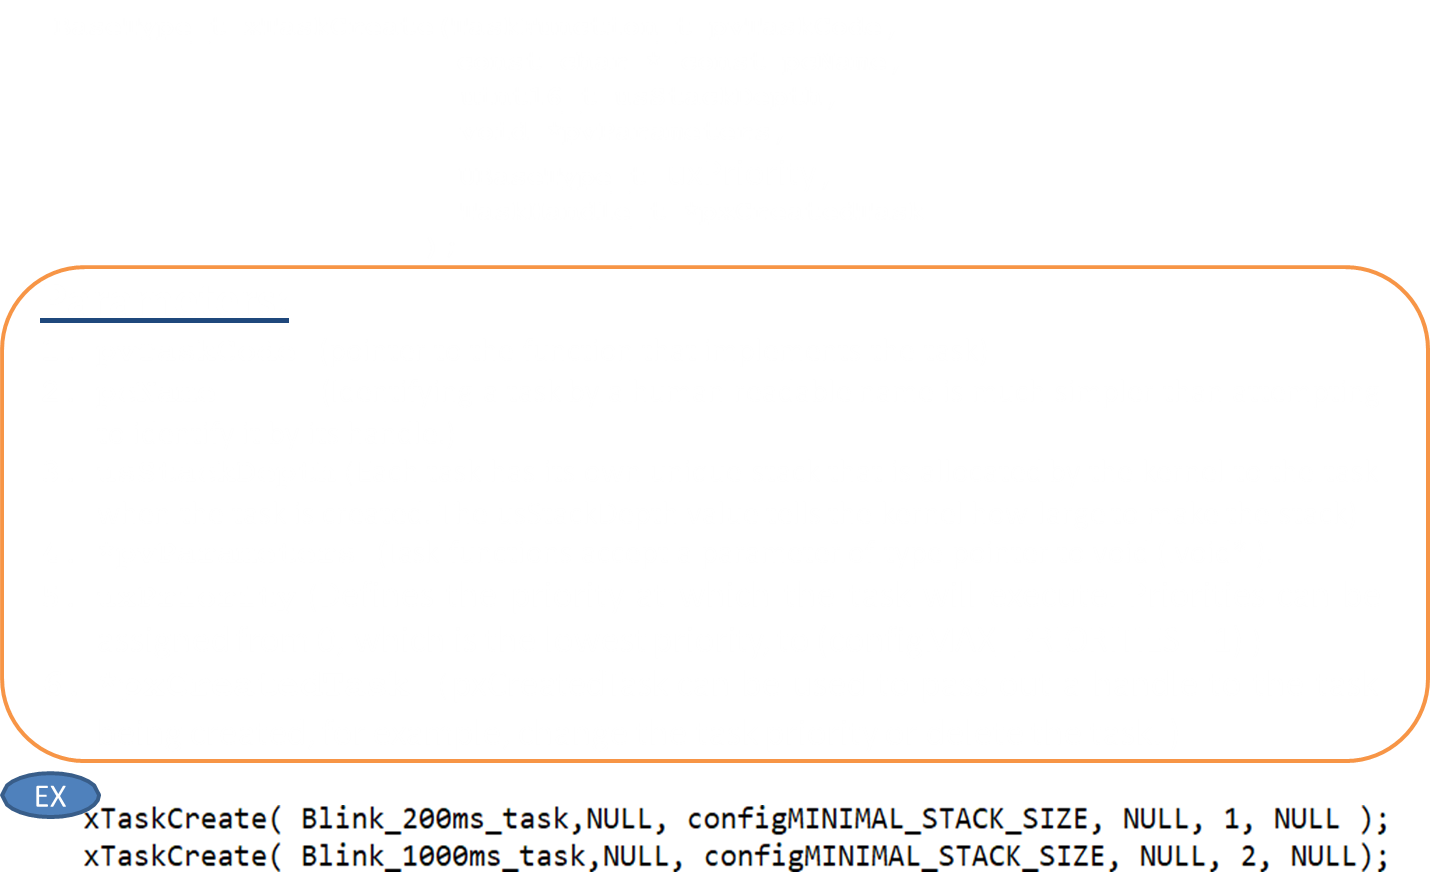 EX
xTaskCreate( Blink_200ms_task,NULL, configMINIMAL_STACK_SIZE, NULL, 1, NULL );
xTaskCreate( Blink_1000ms_task,NULL, configMINIMAL_STACK_SIZE, NULL, 2, NULL);